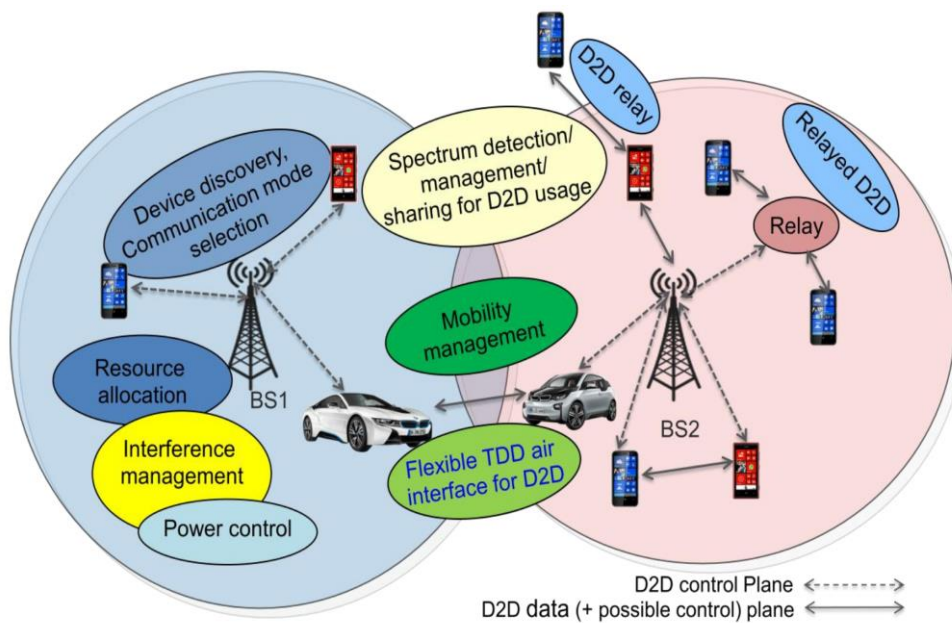 D2D relay
Relayed D2D
Spectrum detection/
management/
sharing for D2D usage
Device discovery,
Communication mode
selection
Relay
Mobility
management
Resource
allocation
BS1
BS2
Interference
management
Flexible TDD air
interface for D2D
Power control
D2D control Plane
D2D data (+ possible control) plane